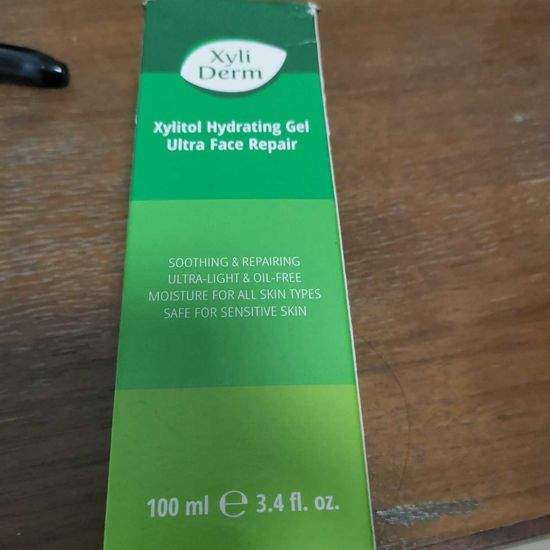 Xyli
Derm
Xylitol Hydrating Gel
Ultra Face Repair
SOOTHING & REPAIRING
ULTRA-LIGHT & OIL-FREE
MOISTURE FOR ALL SKIN TYPES
SAFE FOR SENSITIVE SKIN
100 ml ℮ 3.4 fl. oz.